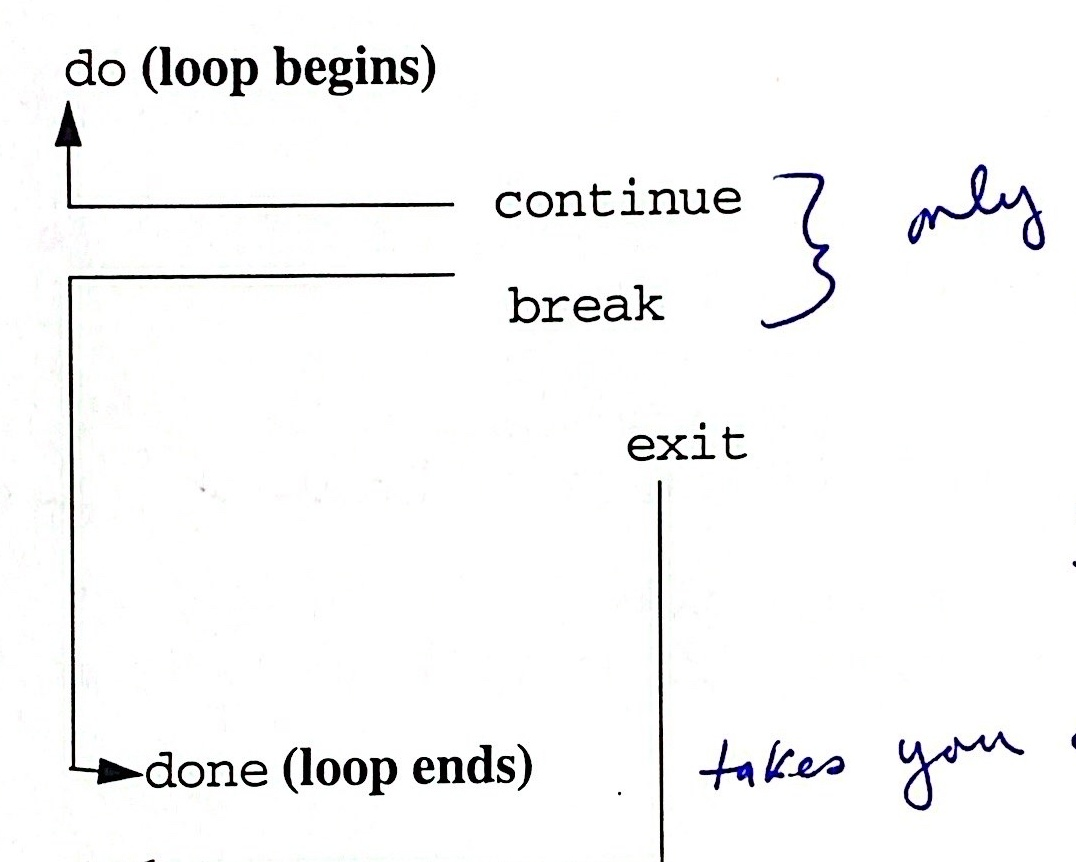 do (loop begins)
continue } only
break
exit
done (loop ends) takes you